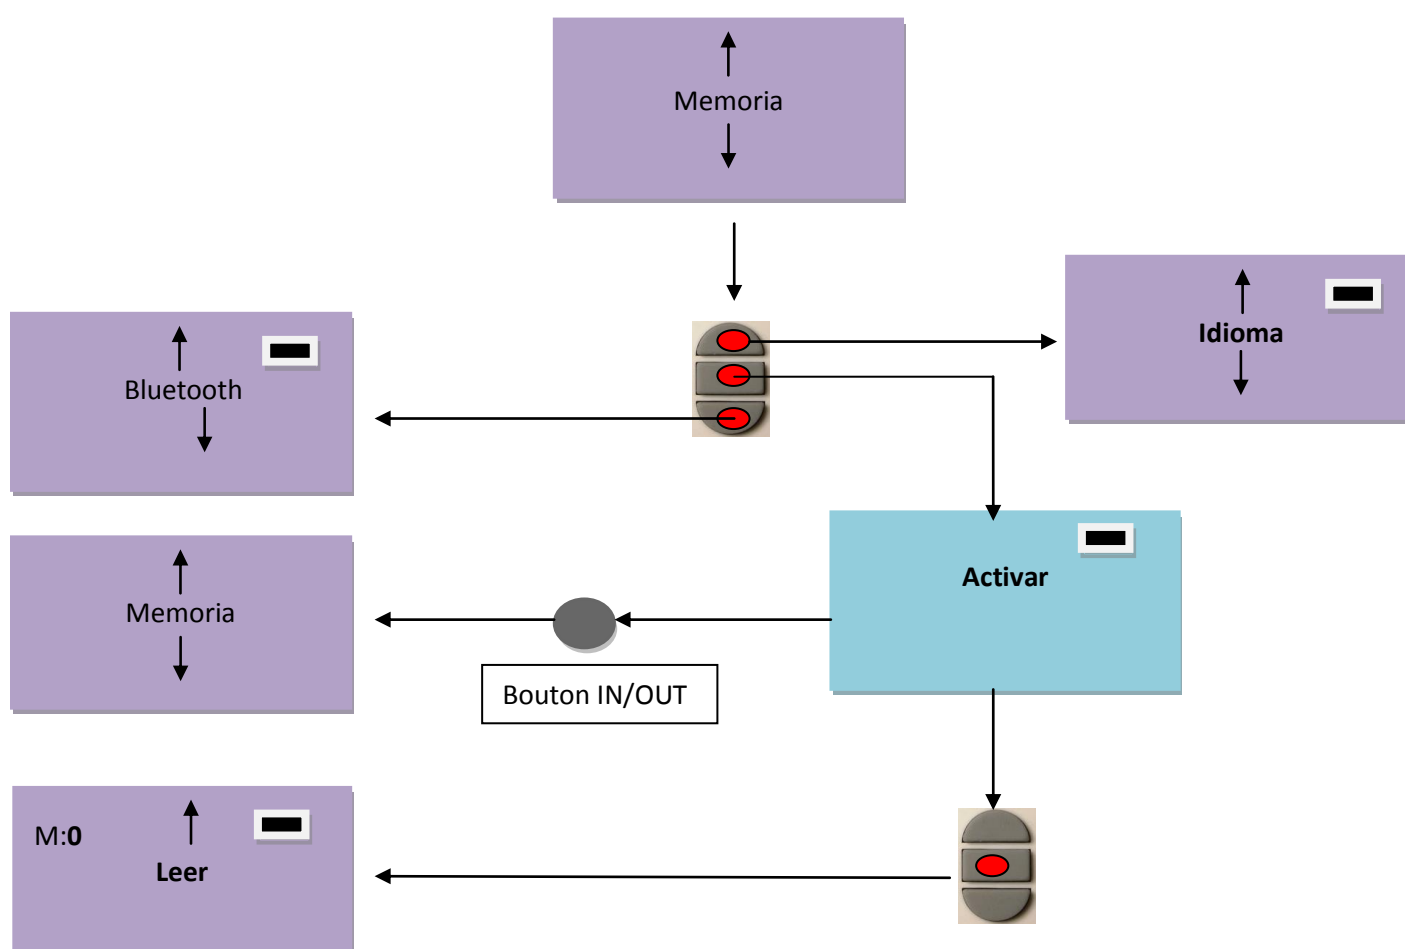 Memoria
Idioma
Bluetooth
Activar
Memoria
Bouton IN/OUT
M:0
Leer